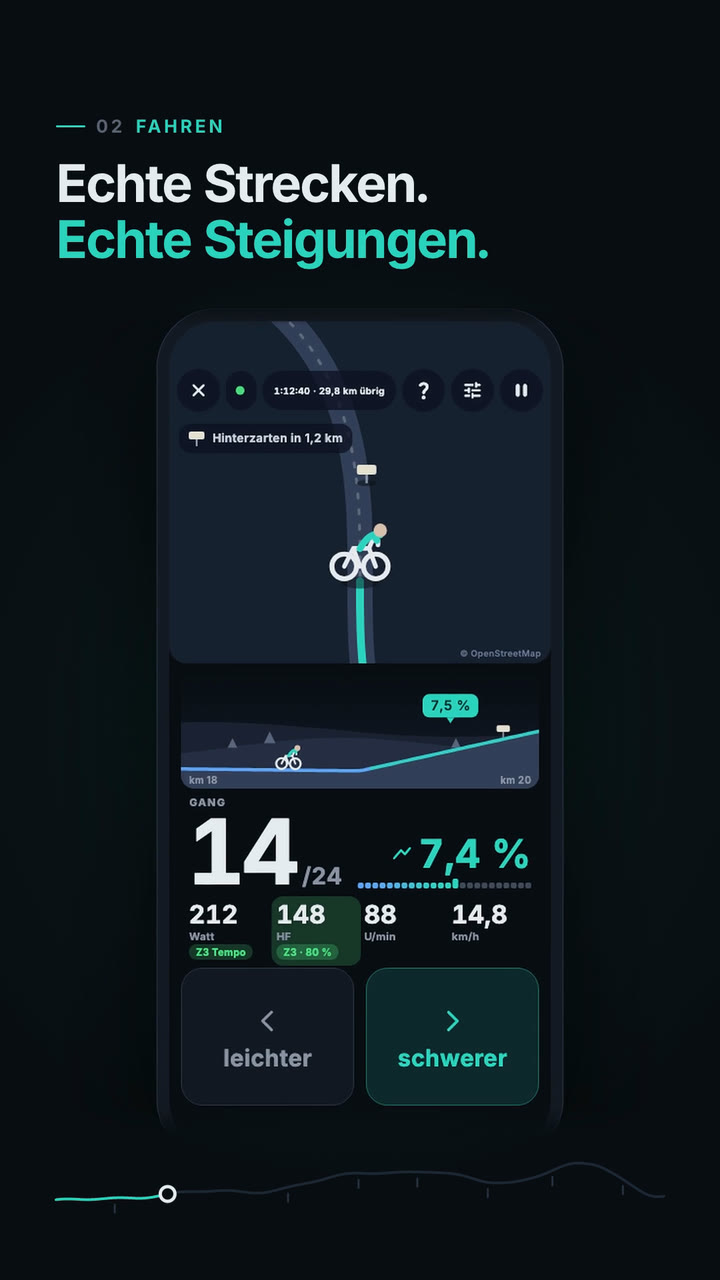 02 FAHREN
Echte Strecken.
Echte Steigungen.
1:12:40 · 29,8 km übrig
?
Hinterzarten in 1,2 km
© OpenStreetMap
7,5 %
km 18
km 20
GANG
14/24
7,4 %
212
Watt
Z3 Tempo
148
HF
Z3 · 80 %
88
U/min
14,8
km/h
leichter
schwerer